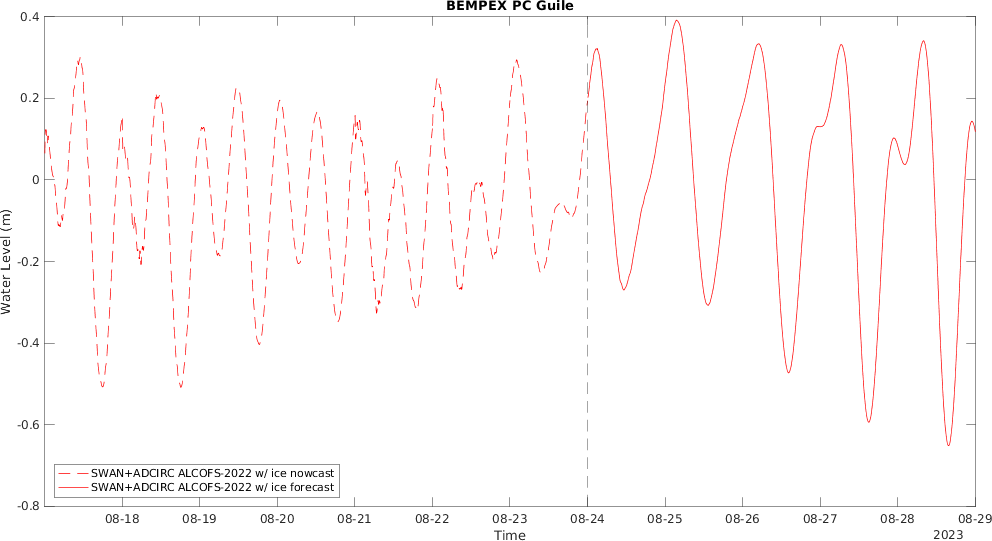 BEMPEX PC Guile
0.4
0.2
0
-0.2
-0.4
-0.6
-0.8
Water Level (m)
SWAN+ADCIRC ALCOFS-2022 w/ ice nowcast
SWAN+ADCIRC ALCOFS-2022 w/ ice forecast
08-18 08-19 08-20 08-21 08-22 08-23 08-24 08-25 08-26 08-27 08-28 08-29
Time
2023